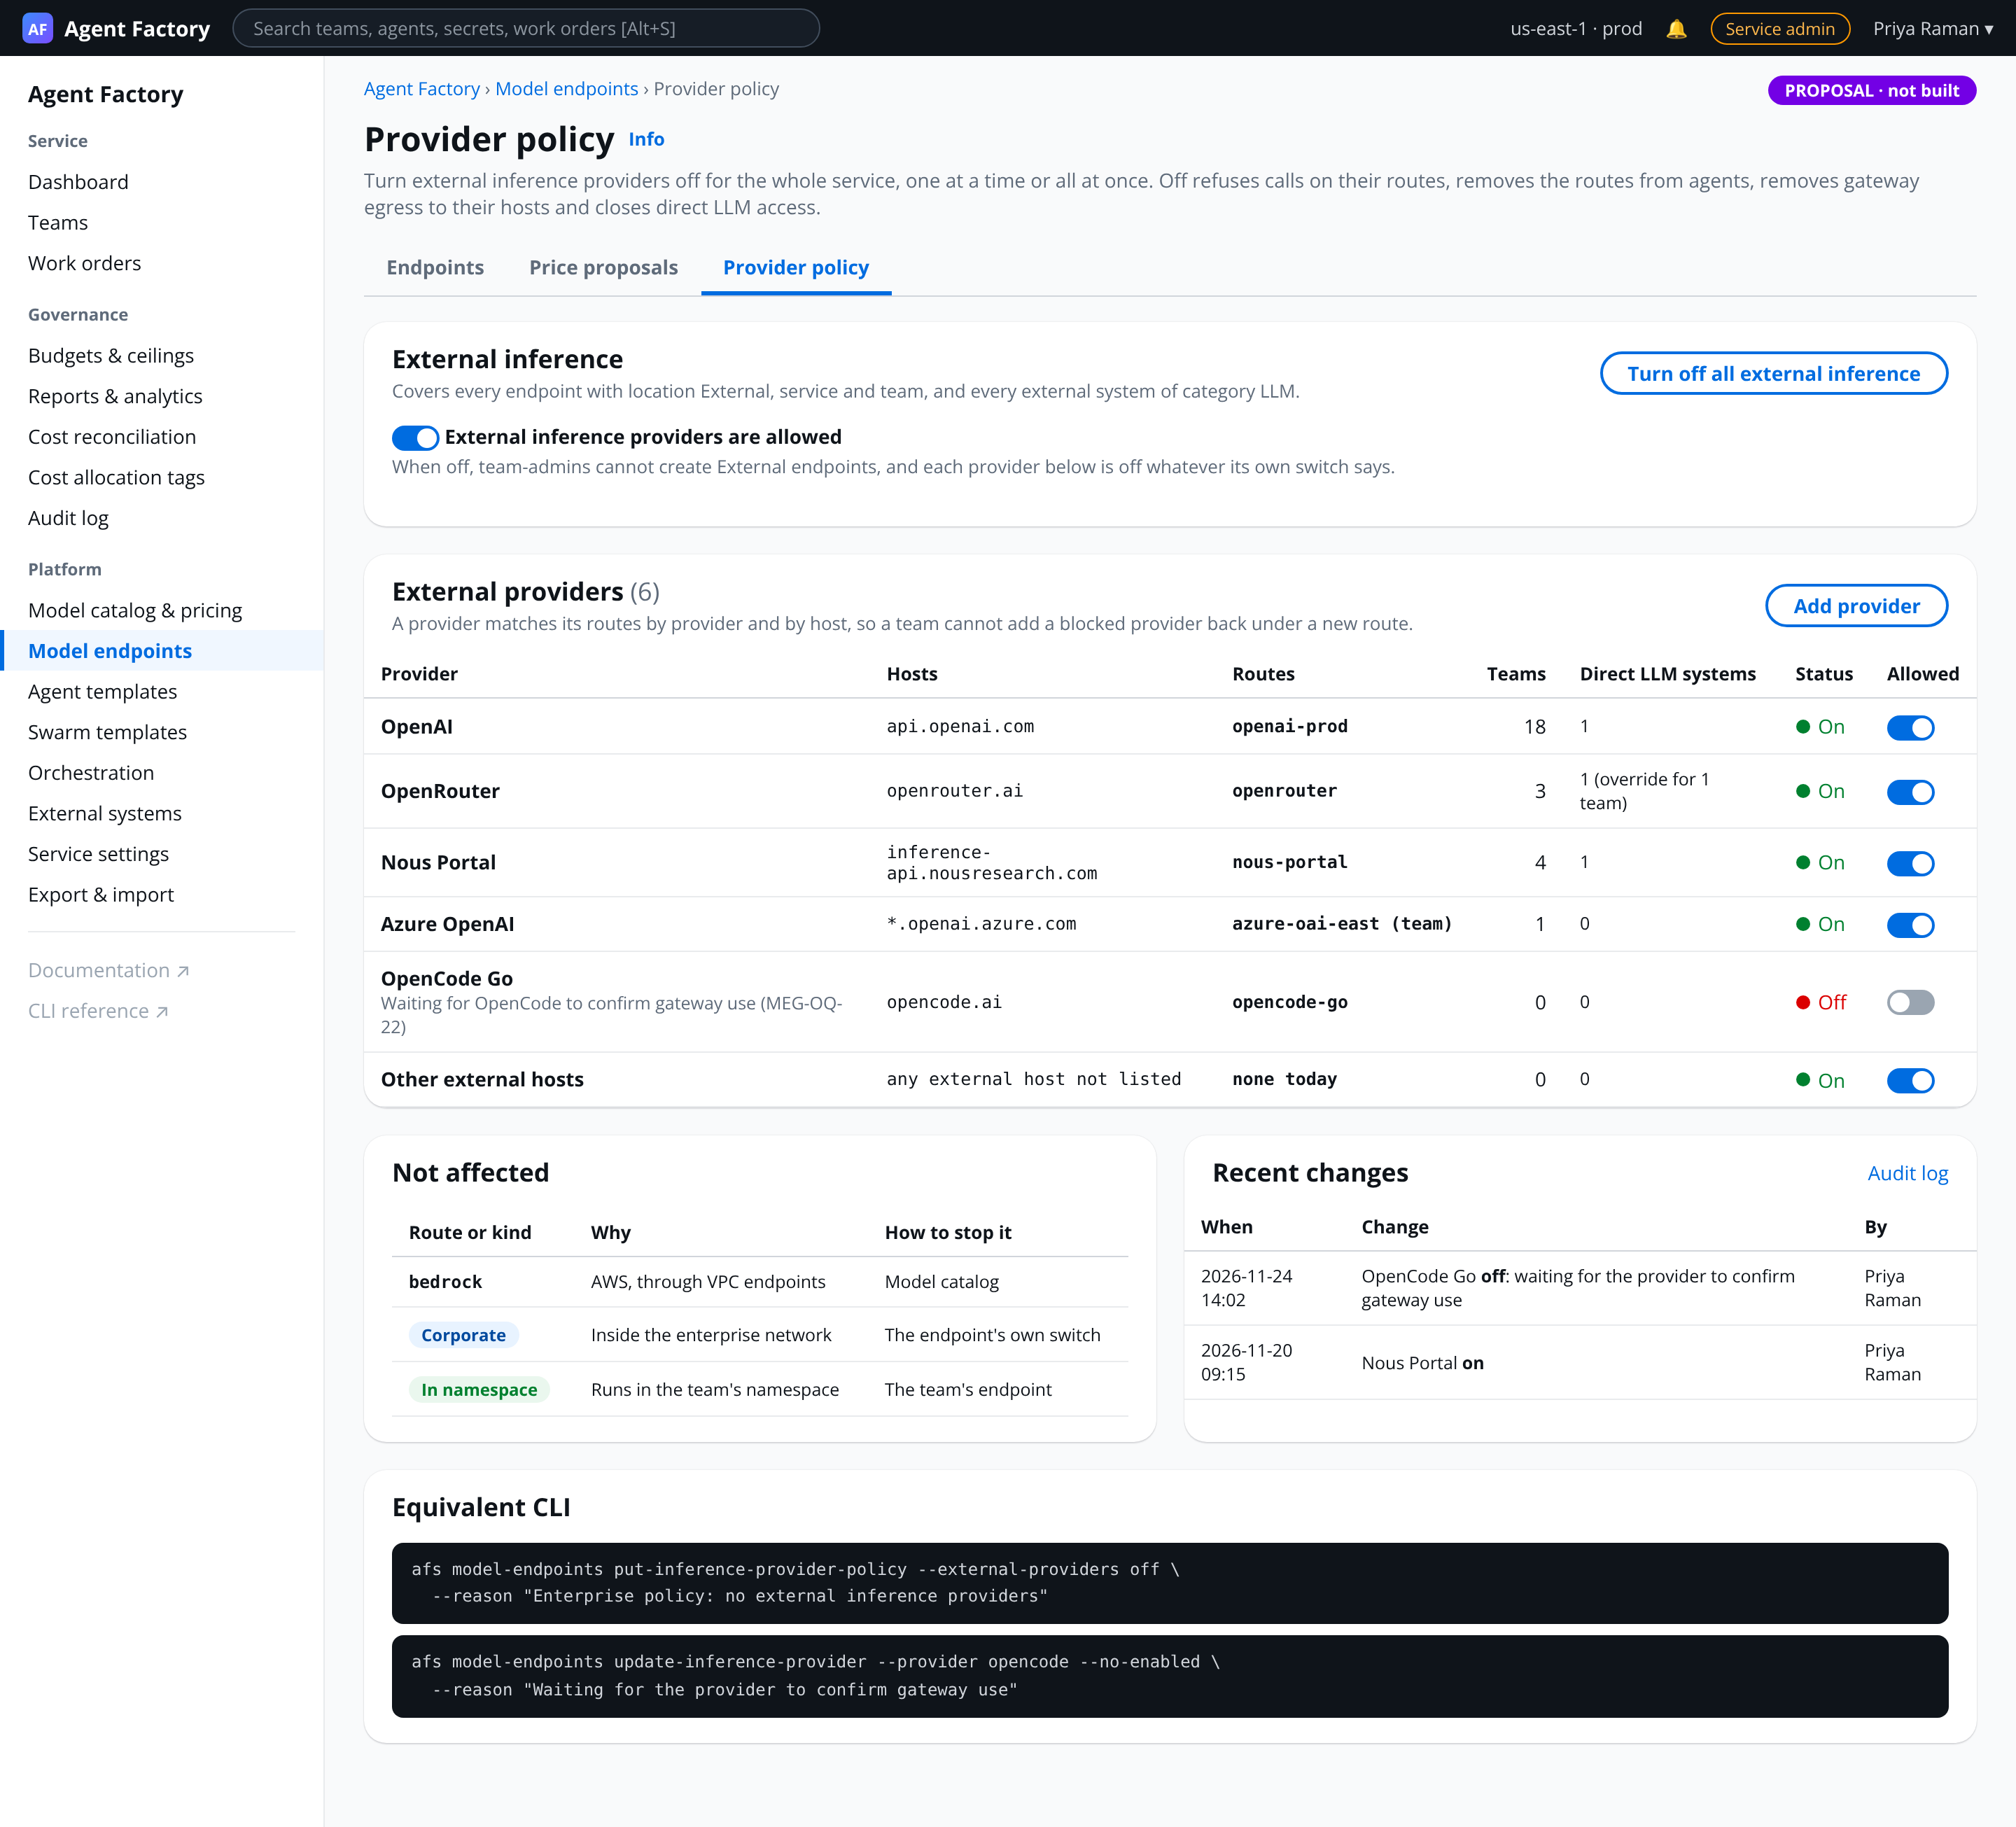 AF Agent Factory
Search teams, agents, secrets, work orders [Alt+S]
us-east-1 · prod
Service admin
Priya Raman ▾
Agent Factory
Service
Dashboard
Teams
Work orders
Governance
Budgets & ceilings
Reports & analytics
Cost reconciliation
Cost allocation tags
Audit log
Platform
Model catalog & pricing
Model endpoints
Agent templates
Swarm templates
Orchestration
External systems
Service settings
Export & import
Documentation ↗
CLI reference ↗
Agent Factory › Model endpoints › Provider policy
PROPOSAL · not built
Provider policy Info
Turn external inference providers off for the whole service, one at a time or all at once. Off refuses calls on their routes, removes the routes from agents, removes gateway
egress to their hosts and closes direct LLM access.
Endpoints Price proposals Provider policy
External inference
Covers every endpoint with location External, service and team, and every external system of category LLM.
Turn off all external inference
External inference providers are allowed
When off, team-admins cannot create External endpoints, and each provider below is off whatever its own switch says.
External providers (6)
A provider matches its routes by provider and by host, so a team cannot add a blocked provider back under a new route.
Add provider
Provider Hosts Routes Teams Direct LLM systems Status Allowed
OpenAI api.openai.com openai-prod 18 1 On
OpenRouter openrouter.ai openrouter 3 1 (override for 1
team) On
Nous Portal inference-
api.nousresearch.com nous-portal 4 1 On
Azure OpenAI *.openai.azure.com azure-oai-east (team) 1 0 On
OpenCode Go
Waiting for OpenCode to confirm gateway use (MEG-OQ-
22) opencode.ai opencode-go 0 0 Off
Other external hosts any external host not listed none today 0 0 On
Not affected
Route or kind Why How to stop it
bedrock AWS, through VPC endpoints Model catalog
Corporate Inside the enterprise network The endpoint's own switch
In namespace Runs in the team's namespace The team's endpoint
Recent changes
Audit log
When Change By
2026-11-24
14:02 OpenCode Go off: waiting for the provider to confirm
gateway use Priya
Raman
2026-11-20
09:15 Nous Portal on Priya
Raman
Equivalent CLI
afs model-endpoints put-inference-provider-policy --external-providers off \
--reason "Enterprise policy: no external inference providers"
afs model-endpoints update-inference-provider --provider opencode --no-enabled \
--reason "Waiting for the provider to confirm gateway use"